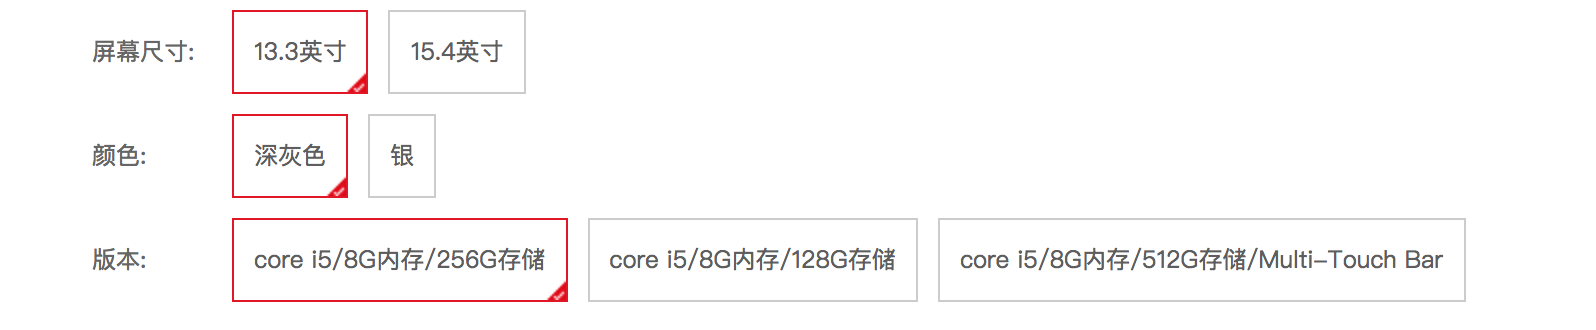 屏幕尺寸: 13.3英寸 15.4英寸
颜色: 深灰色 银
版本: core i5/8G内存/256G存储 core i5/8G内存/128G存储 core i5/8G内存/512G存储/Multi-Touch Bar